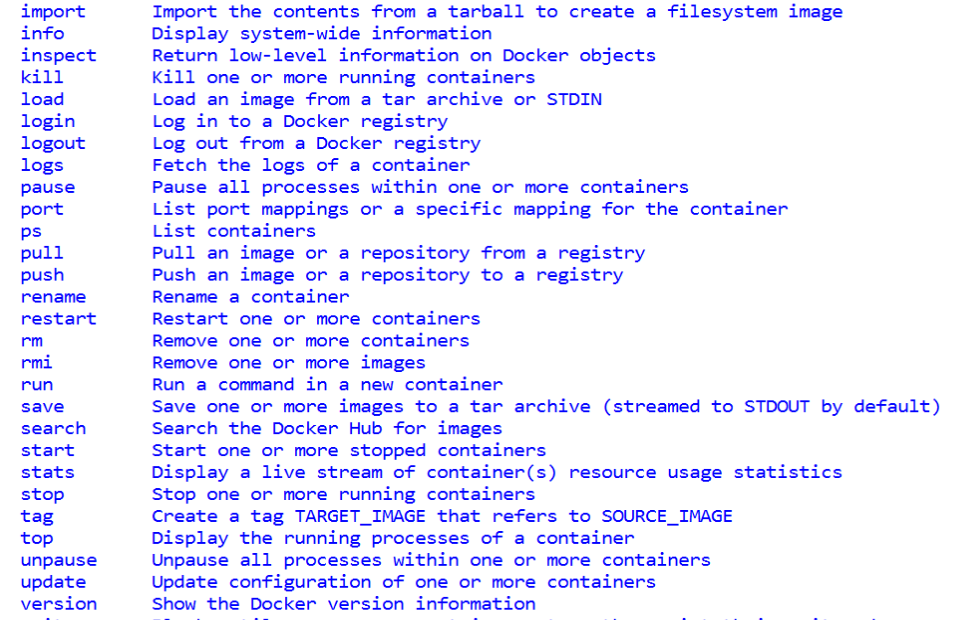 import Import the contents from a tarball to create a filesystem image
info Display system-wide information
inspect Return low-level information on Docker objects
kill Kill one or more running containers
load Load an image from a tar archive or STDIN
login Log in to a Docker registry
logout Log out from a Docker registry
logs Fetch the logs of a container
pause Pause all processes within one or more containers
port List port mappings or a specific mapping for the container
ps List containers
pull Pull an image or a repository from a registry
push Push an image or a repository to a registry
rename Rename a container
restart Restart one or more containers
rm Remove one or more containers
rmi Remove one or more images
run Run a command in a new container
save Save one or more images to a tar archive (streamed to STDOUT by default)
search Search the Docker Hub for images
start Start one or more stopped containers
stats Display a live stream of container(s) resource usage statistics
stop Stop one or more running containers
tag Create a tag TARGET_IMAGE that refers to SOURCE_IMAGE
top Display the running processes of a container
unpause Unpause all processes within one or more containers
update Update configuration of one or more containers
version Show the Docker version information